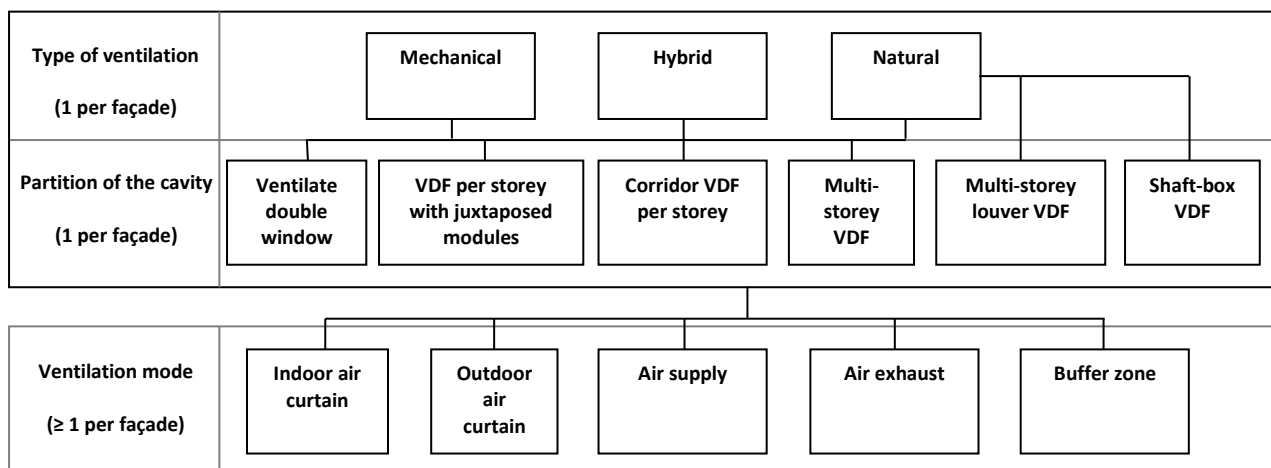 Type of ventilation
(1 per façade)
Mechanical
Hybrid
Natural
Partition of the cavity
(1 per façade)
Ventilate
double
window
VDF per storey
with juxtaposed
modules
Corridor VDF
per storey
Multi-
storey
VDF
Multi-storey
louver VDF
Shaft-box
VDF
Ventilation mode
(≥ 1 per façade)
Indoor air
curtain
Outdoor
air
curtain
Air supply
Air exhaust
Buffer zone